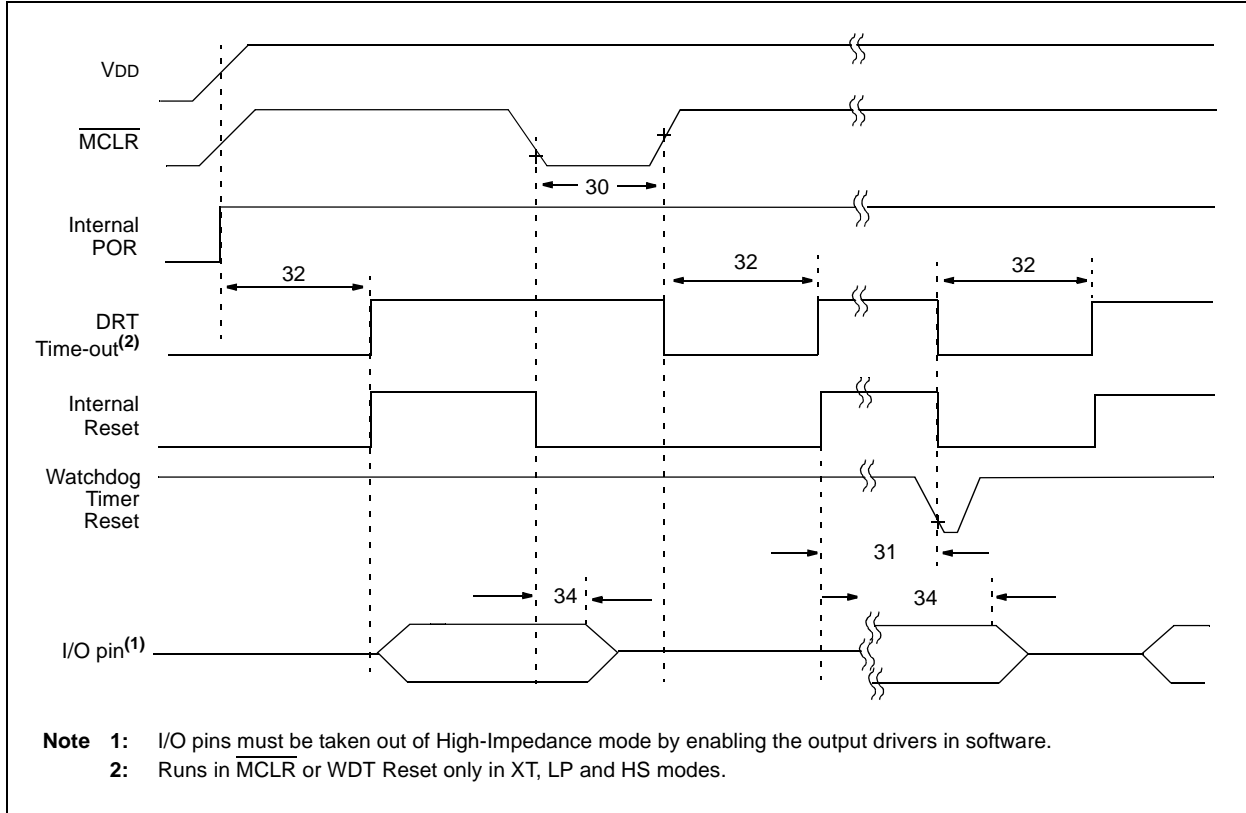 VDD
MCLR
30
Internal
POR
32
32
32
DRT
Time-out(2)
Internal
Reset
Watchdog
Timer
Reset
31
34
34
I/O pin(1)
Note 1: I/O pins must be taken out of High-Impedance mode by enabling the output drivers in software.
2: Runs in MCLR or WDT Reset only in XT, LP and HS modes.